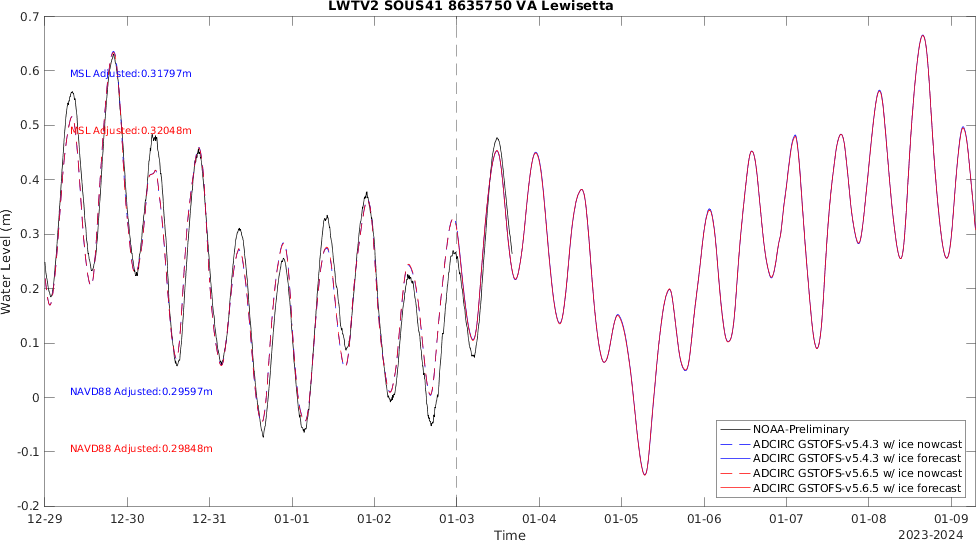 LWTV2 SOUS41 8635750 VA Lewisetta
0.7
0.6
0.5
0.4
0.3
0.2
0.1
0
-0.1
-0.2
Water Level (m)
MSL Adjusted:0.31797m
MSL Adjusted:0.32048m
NAVD88 Adjusted:0.29597m
NAVD88 Adjusted:0.29848m
NOAA-Preliminary
ADCIRC GSTOFS-v5.4.3 w/ ice nowcast
ADCIRC GSTOFS-v5.4.3 w/ ice forecast
ADCIRC GSTOFS-v5.6.5 w/ ice nowcast
ADCIRC GSTOFS-v5.6.5 w/ ice forecast
12-29 12-30 12-31 01-01 01-02 01-03 01-04 01-05 01-06 01-07 01-08 01-09
Time
2023-2024